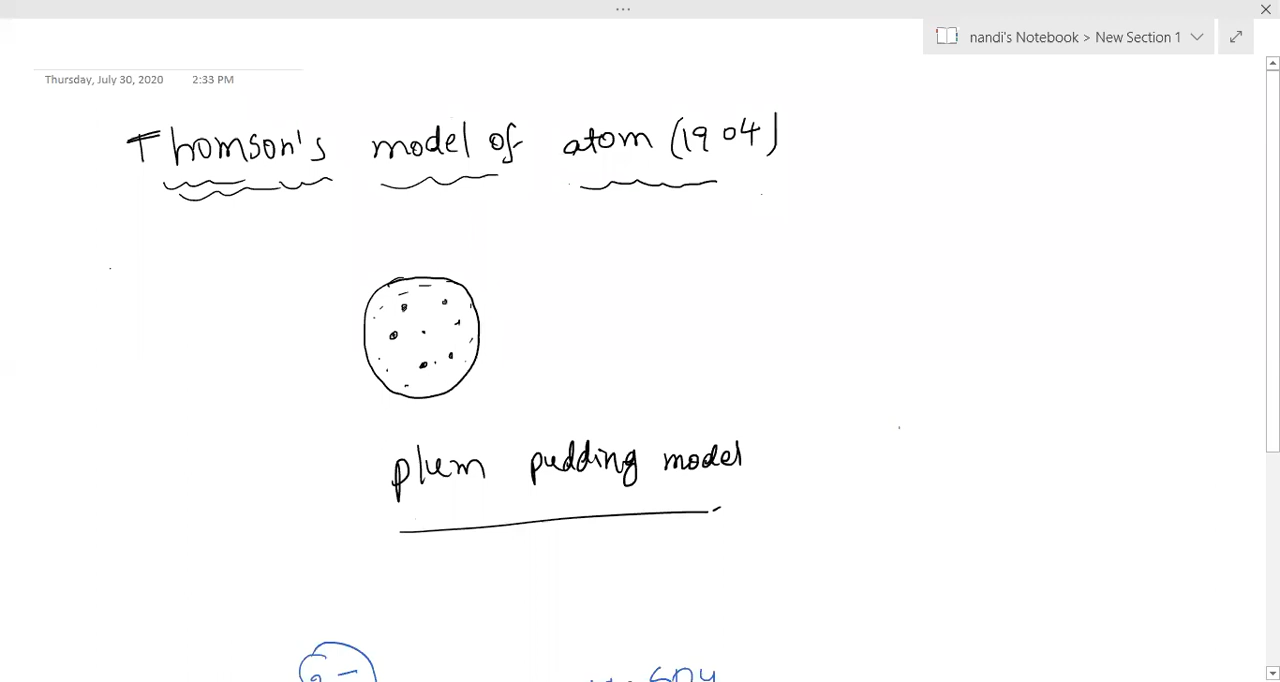 nandi's Notebook > New Section 1
Thursday, July 30, 2020 2:33 PM
Thomson's model of atom (1904)
plum pudding model